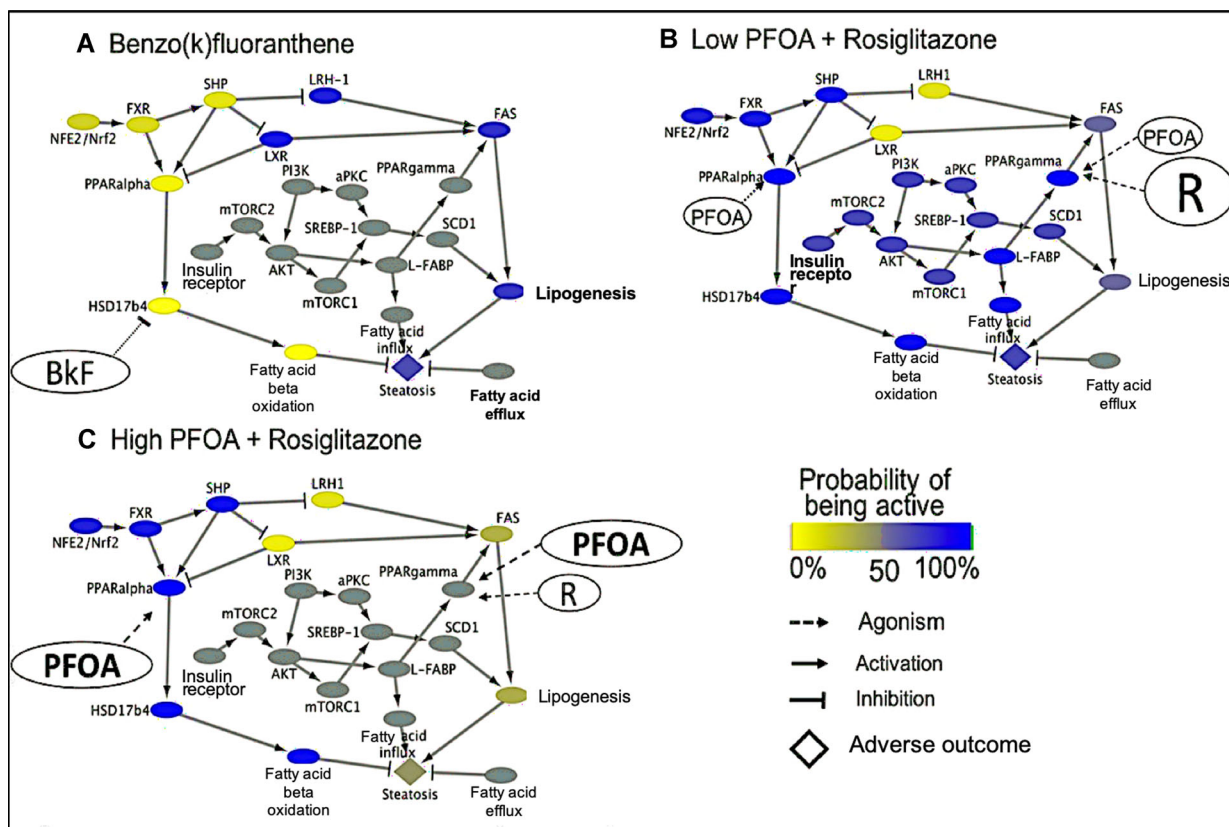 A Benzo(k)fluoranthene
SHP
LRH-1
FXR
NFE2/Nrf2
FAS
LXR
PPARalpha
PI3K
aPKC
PPARgamma
mTORC2
SREBP-1
SCD1
Insulin
receptor
AKT
L-FABP
mTORC1
Lipogenesis
HSD17b4
Fatty acid
influx
BkF
Fatty acid
beta
oxidation
Steatosis
Fatty acid
efflux
B Low PFOA + Rosiglitazone
SHP
LRH1
FXR
FAS
NFE2/Nrf2
PFOA
LXR
PPARgamma
PI3K
aPKC
PPARalpha
R
mTORC2
PFOA
SREBP-1
SCD1
Insulin
recepto
r
AKT
L-FABP
mTORC1
Lipogenesis
HSD17b4
Fatty acid
influx
Fatty acid
beta
oxidation
Steatosis
Fatty acid
efflux
C High PFOA + Rosiglitazone
SHP
LRH1
FXR
FAS
NFE2/Nrf2
PFOA
LXR
PPARalpha
PI3K
aPKC
PPARgamma
R
mTORC2
SREBP-1
SCD1
PFOA
Insulin
receptor
AKT
L-FABP
mTORC1
Lipogenesis
HSD17b4
Fatty acid
influx
Fatty acid
beta
oxidation
Steatosis
Fatty acid
efflux
Probability of
being active
0% 50 100%
Agonism
Activation
Inhibition
Adverse outcome